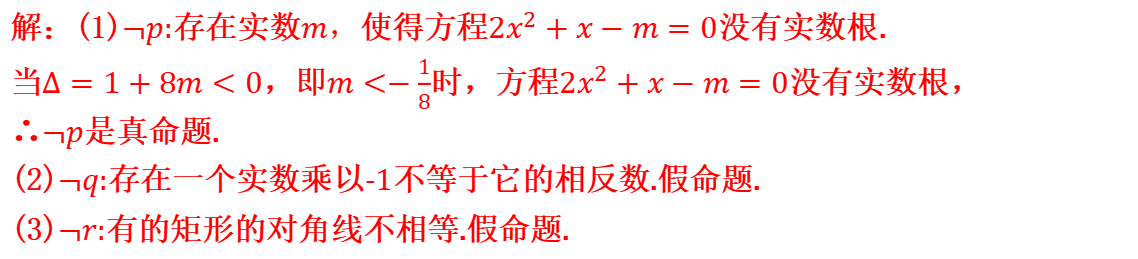 解：(1)¬p:存在实数m，使得方程2x² + x − m = 0没有实数根.
当Δ = 1 + 8m < 0，即m <− 1/8时，方程2x² + x − m = 0没有实数根，
∴¬p是真命题.
(2)¬q:存在一个实数乘以-1不等于它的相反数.假命题.
(3)¬r:有的矩形的对角线不相等.假命题.